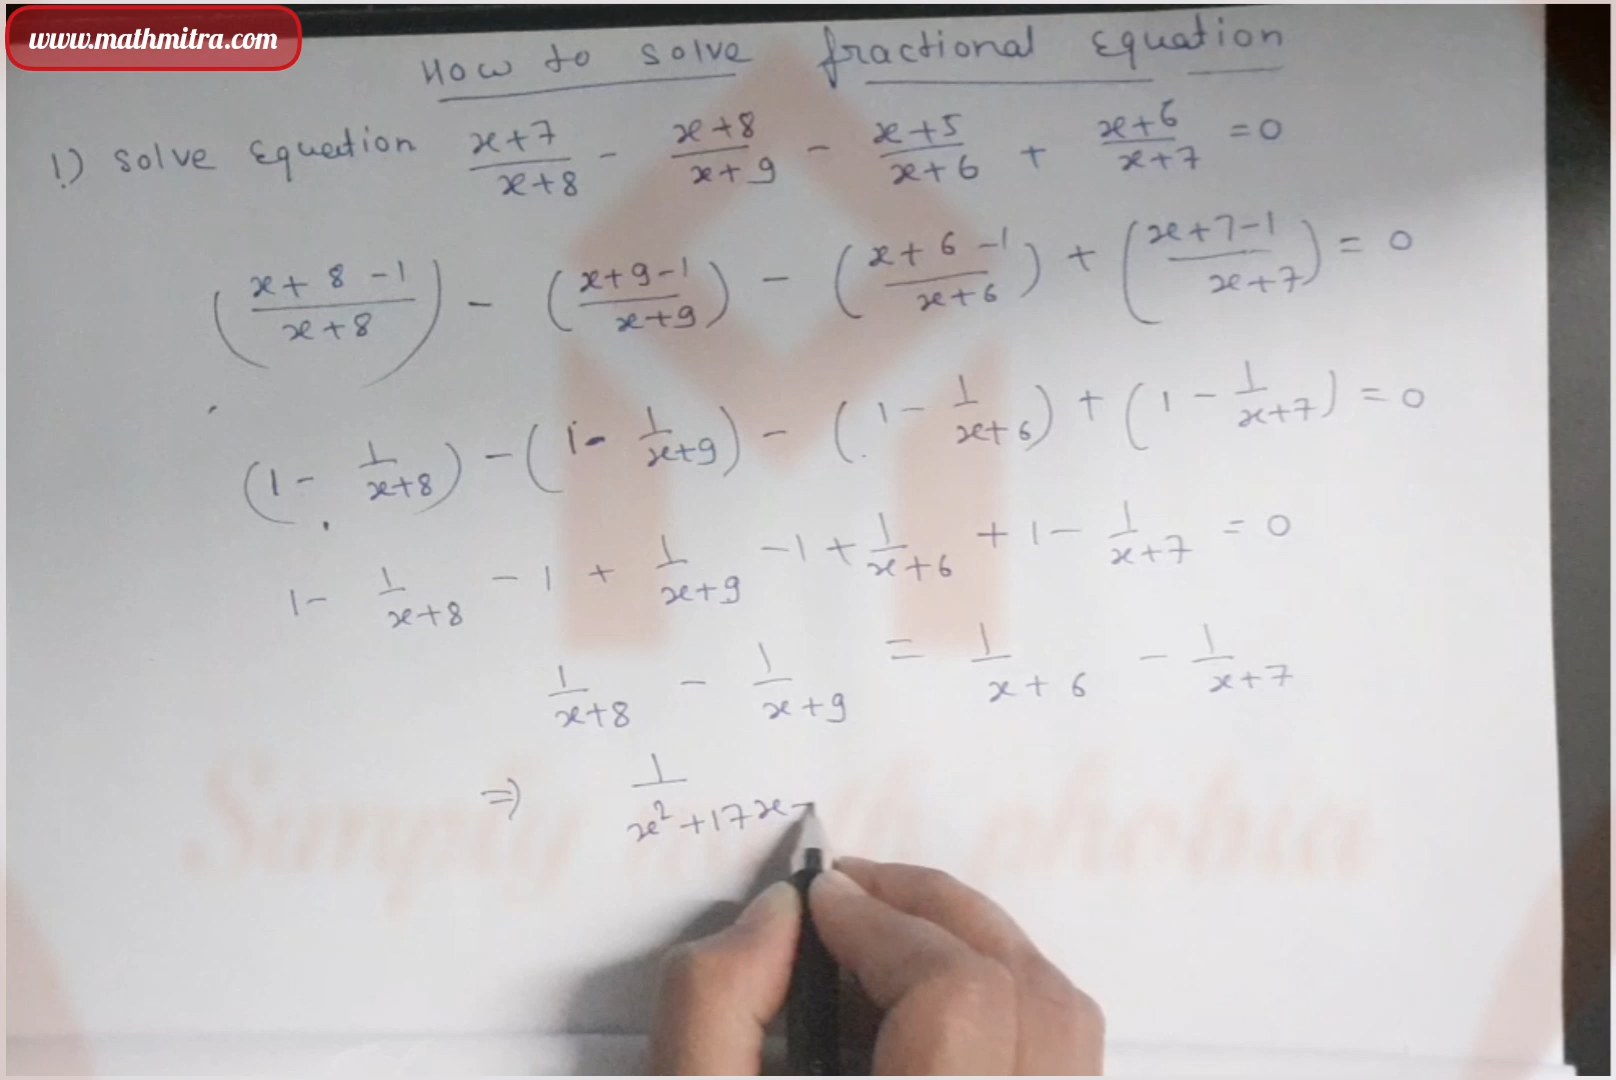 www.mathmitra.com
How to solve fractional Equation
1.) solve Equation (x+7)/(x+8) - (x+8)/(x+9) - (x+5)/(x+6) + (x+6)/(x+7) = 0
((x+8-1)/(x+8)) - ((x+9-1)/(x+9)) - ((x+6-1)/(x+6)) + ((x+7-1)/(x+7)) = 0
(1 - 1/(x+8)) - (1 - 1/(x+9)) - (1 - 1/(x+6)) + (1 - 1/(x+7)) = 0
1 - 1/(x+8) - 1 + 1/(x+9) - 1 + 1/(x+6) + 1 - 1/(x+7) = 0
1/(x+8) - 1/(x+9) = 1/(x+6) - 1/(x+7)
⇒ 1/(x²+17x
Simply phobia